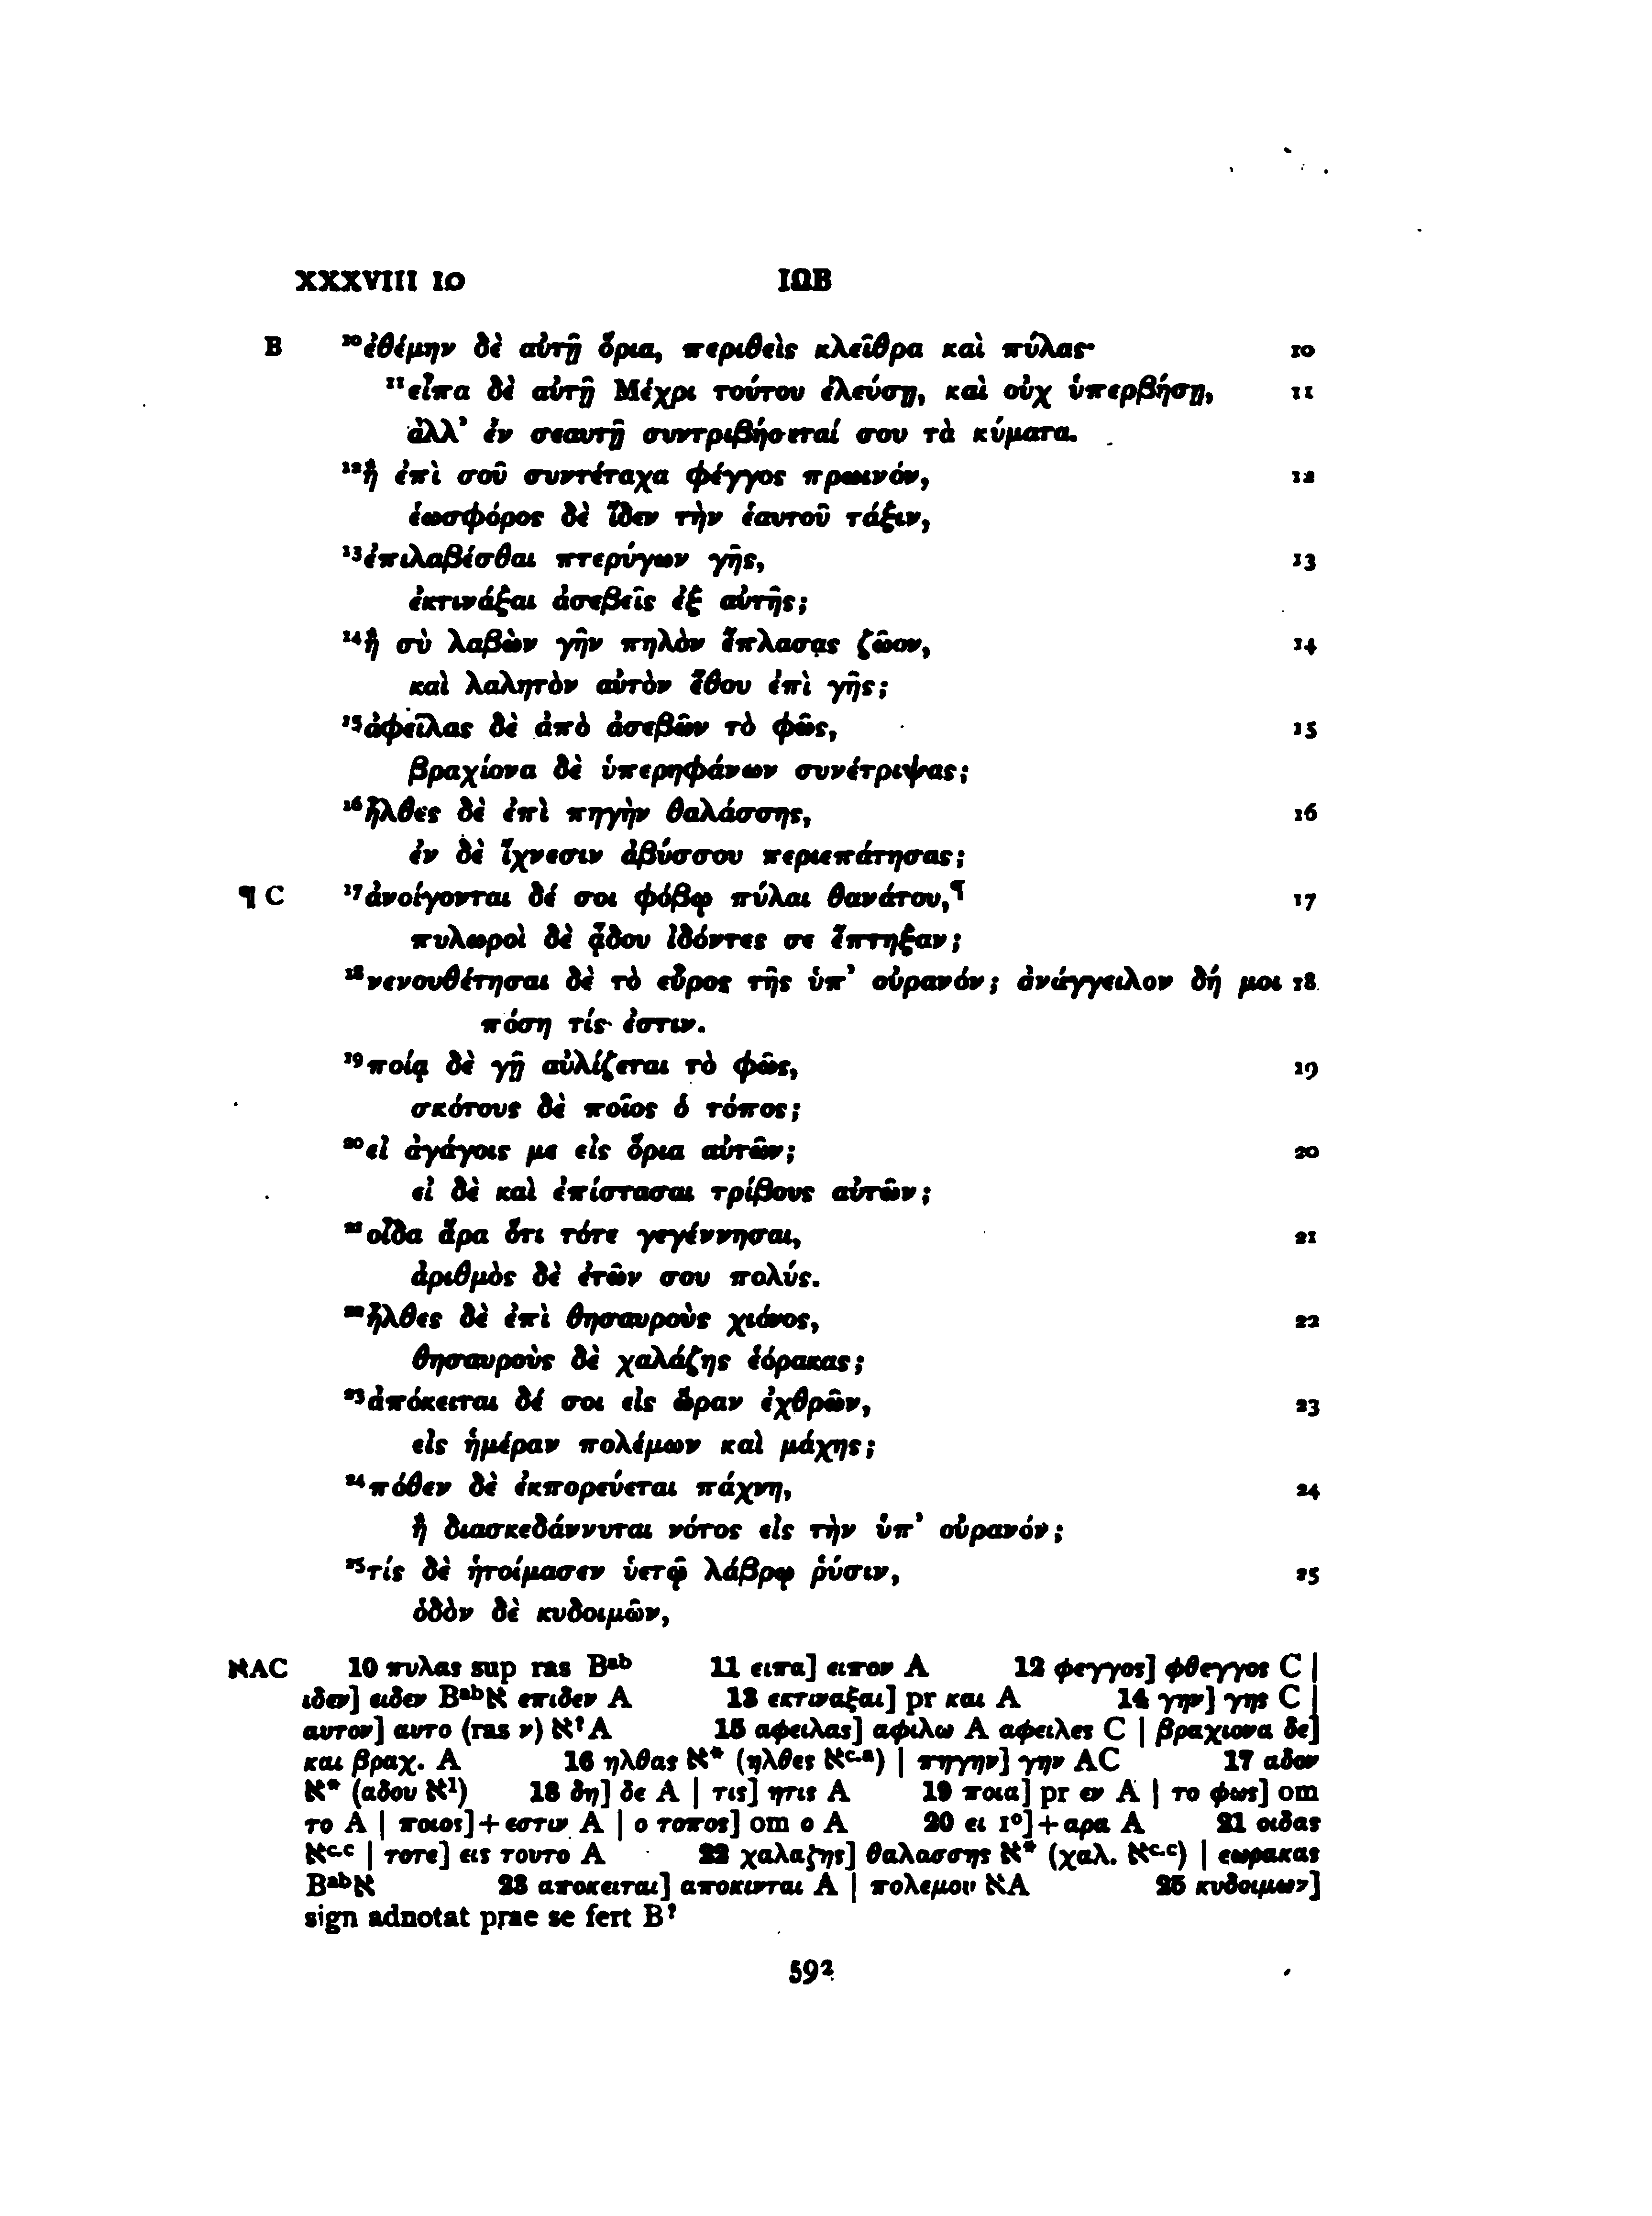 XXXVIII 10 ΙΩΒ
B ¹⁰ἐθέμην δὲ αὐτῇ ὅρια, περιθεὶς κλεῖθρα καὶ πύλας· 10
¹¹εἶπα δὲ αὐτῇ Μέχρι τούτου ἐλεύσῃ, καὶ οὐχ ὑπερβήσῃ, 11
ἀλλ’ ἐν σεαυτῇ συντριβήσεταί σου τὰ κύματα.
¹²ἢ ἐπὶ σοῦ συντέταχα φέγγος πρωινόν, 12
ἑωσφόρος δὲ ἴδεν τὴν ἑαυτοῦ τάξιν,
¹³ἐπιλαβέσθαι πτερύγων γῆς, 13
ἐκτινάξαι ἀσεβεῖς ἐξ αὐτῆς;
¹⁴ἢ σὺ λαβὼν γῆν πηλὸν ἔπλασας ζῷον, 14
καὶ λαλητὸν αὐτὸν ἔθου ἐπὶ γῆς;
¹⁵ἀφεῖλας δὲ ἀπὸ ἀσεβῶν τὸ φῶς, 15
βραχίονα δὲ ὑπερηφάνων συνέτριψας;
¹⁶ἦλθες δὲ ἐπὶ πηγὴν θαλάσσης, 16
ἐν δὲ ἴχνεσιν ἀβύσσου περιεπάτησας;
¶ C ¹⁷ἀνοίγονται δέ σοι φόβῳ πύλαι θανάτου,¶ 17
πυλωροὶ δὲ ᾅδου ἰδόντες σε ἔπτηξαν;
¹⁸νενουθέτησαι δὲ τὸ εὖρος τῆς ὑπ’ οὐρανόν; ἀνάγγειλον δή μοι 18
πόση τίς ἐστιν.
¹⁹ποίᾳ δὲ γῇ αὐλίζεται τὸ φῶς, 19
σκότους δὲ ποῖος ὁ τόπος;
²⁰εἰ ἀγάγοις με εἰς ὅρια αὐτῶν; 20
εἰ δὲ καὶ ἐπίστασαι τρίβους αὐτῶν;
²¹οἶδα ἄρα ὅτι τότε γεγέννησαι, 21
ἀριθμὸς δὲ ἐτῶν σου πολύς.
²²ἦλθες δὲ ἐπὶ θησαυροὺς χιόνος, 22
θησαυροὺς δὲ χαλάζης ἑόρακας;
²³ἀπόκειται δέ σοι εἰς ὥραν ἐχθρῶν, 23
εἰς ἡμέραν πολέμων καὶ μάχης;
²⁴πόθεν δὲ ἐκπορεύεται πάχνη, 24
ἢ διασκεδάννυται νότος εἰς τὴν ὑπ’ οὐρανόν;
²⁵τίς δὲ ἡτοίμασεν ὑετῷ λάβρῳ ῥύσιν, 25
ὁδὸν δὲ κυδοιμῶν,
אAC 10 πυλας sup ras Bᵃᵇ 11 ειπα] ειπον A 12 φεγγος] φθεγγος C |
ιδεν] ειδεν Bᵃᵇא επιδεν A 13 εκτιναξαι] pr και A 14 γην] γης C |
αυτον] αυτο (ras ν) א?A 15 αφειλας] αφιλω A αφειλες C | βραχιονα δε]
και βραχ. A 16 ηλθας א* (ηλθες אᶜ·ᵃ) | πηγην] γην AC 17 αδον
א* (αδου א¹) 18 δη] δε A | τις] ητις A 19 ποια] pr εν A | το φως] om
το A | ποιος]+εστιν A | ο τοπος] om ο A 20 ει 1º]+αρα A 21 οιδας
אᶜ·ᶜ | τοτε] εις τουτο A 22 χαλαζης] θαλασσης א* (χαλ. אᶜ·ᶜ) | εωρακας
Bᵃᵇא 23 αποκειται] αποκινται A | πολεμου אA 25 κυδοιμων]
sign adnotat prae se fert B?
592